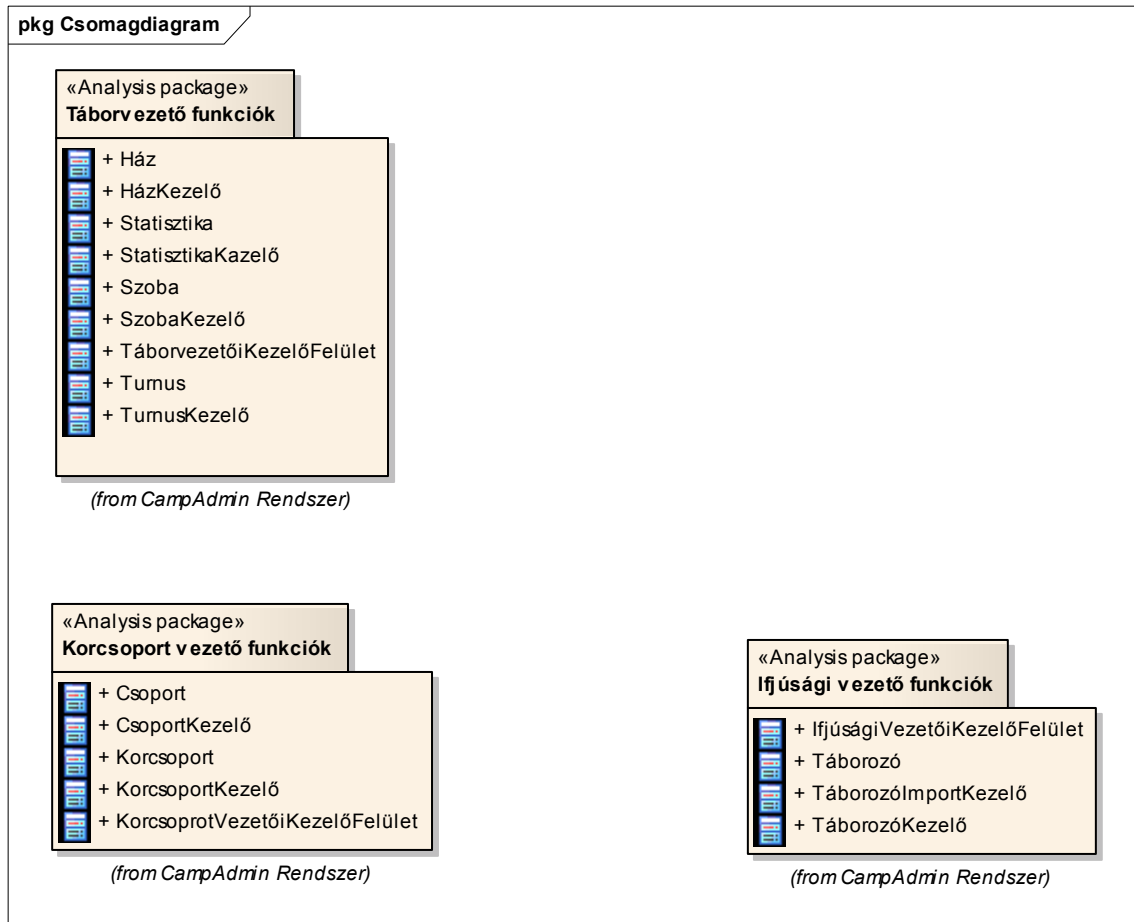 pkg Csomagdiagram
«Analysis package»
Táborvezető funkciók
+ Ház
+ HázKezelő
+ Statisztika
+ StatisztikaKazelő
+ Szoba
+ SzobaKezelő
+ TáborvezetőiKezelőFelület
+ Turnus
+ TurnusKezelő
(from CampAdmin Rendszer)
«Analysis package»
Korcsoport vezető funkciók
+ Csoport
+ CsoportKezelő
+ Korcsoport
+ KorcsoportKezelő
+ KorcsoprotVezetőiKezelőFelület
(from CampAdmin Rendszer)
«Analysis package»
Ifjúsági vezető funkciók
+ IfjúságiVezetőiKezelőFelület
+ Táborozó
+ TáborozóImportKezelő
+ TáborozóKezelő
(from CampAdmin Rendszer)